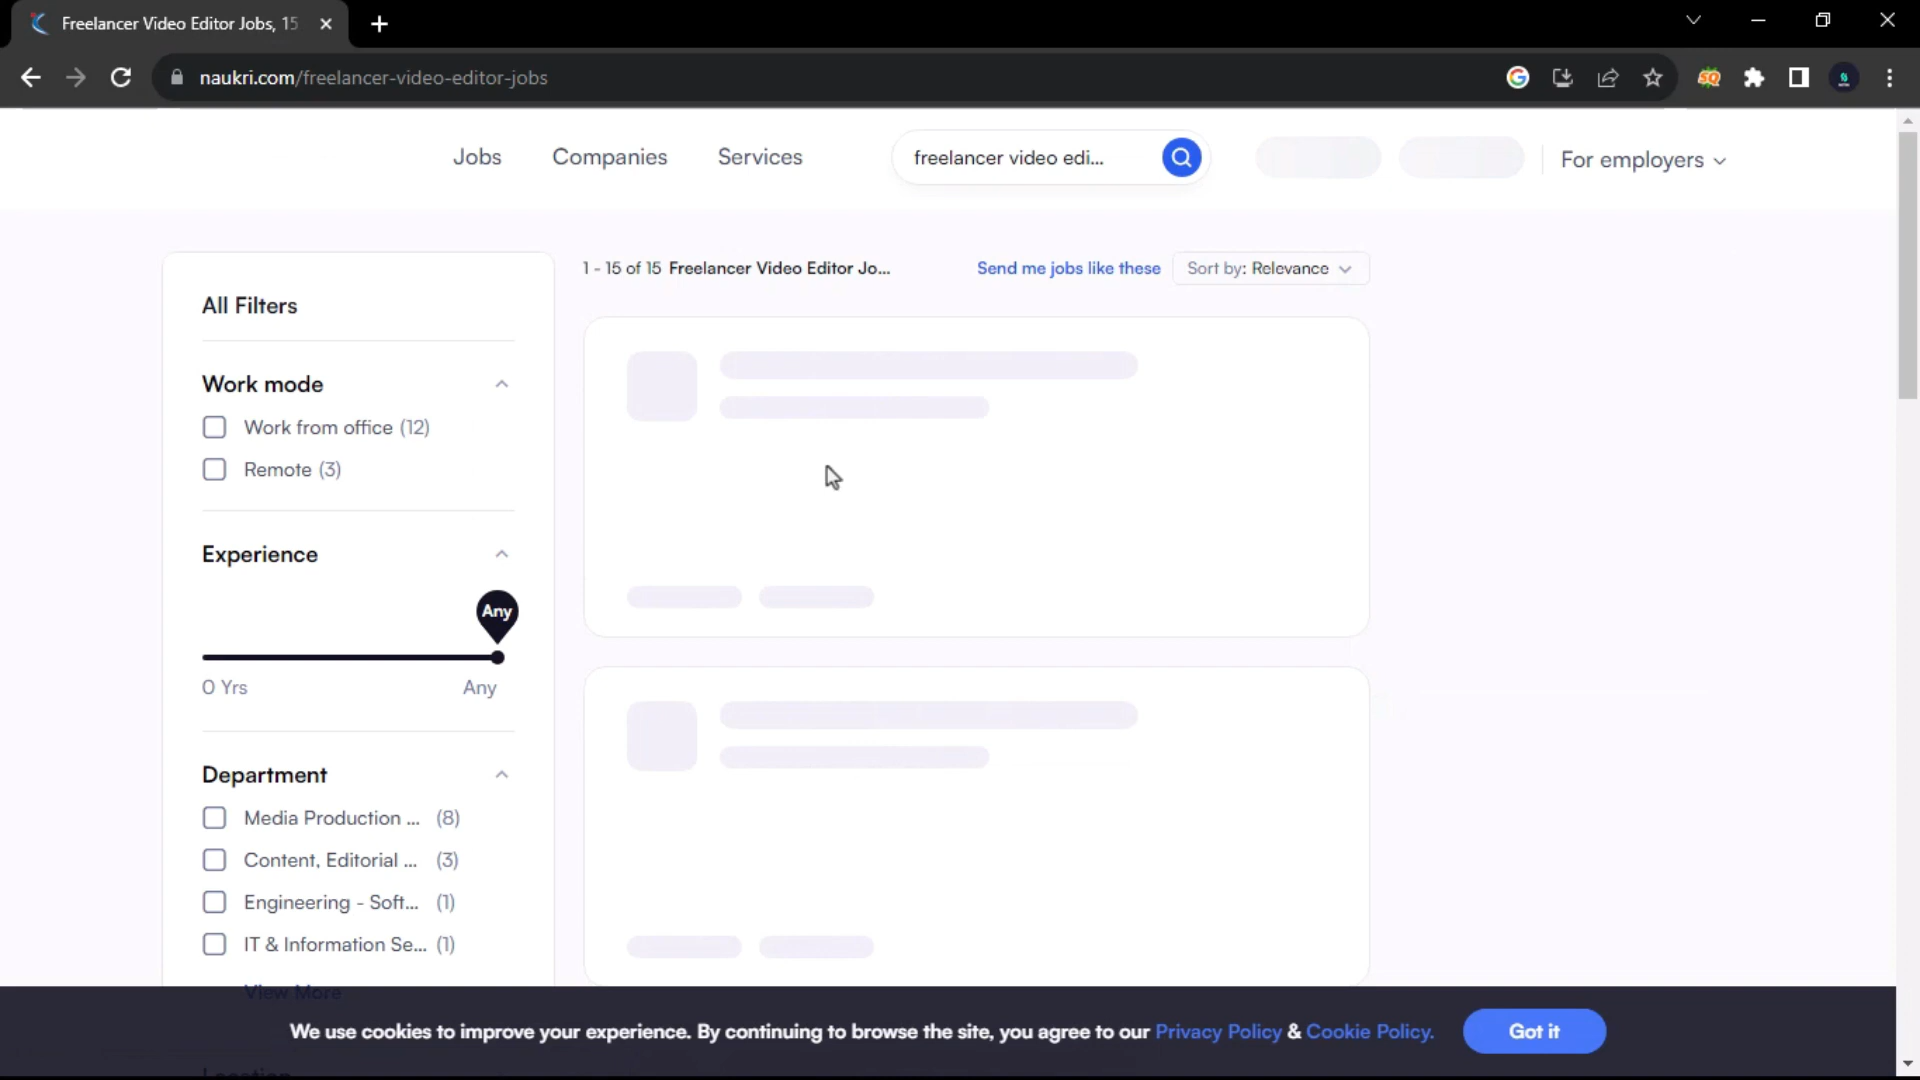 Freelancer Video Editor Jobs, 15
naukri.com/freelancer-video-editor-jobs
Jobs
Companies
Services
freelancer video edi...
For employers
1 - 15 of 15 Freelancer Video Editor Jo...
Send me jobs like these
Sort by: Relevance
All Filters
Work mode
Work from office (12)
Remote (3)
Experience
Any
0 Yrs
Any
Department
Media Production ... (8)
Content, Editorial ... (3)
Engineering - Soft... (1)
IT & Information Se... (1)
View More
We use cookies to improve your experience. By continuing to browse the site, you agree to our Privacy Policy & Cookie Policy.
Got it
Location